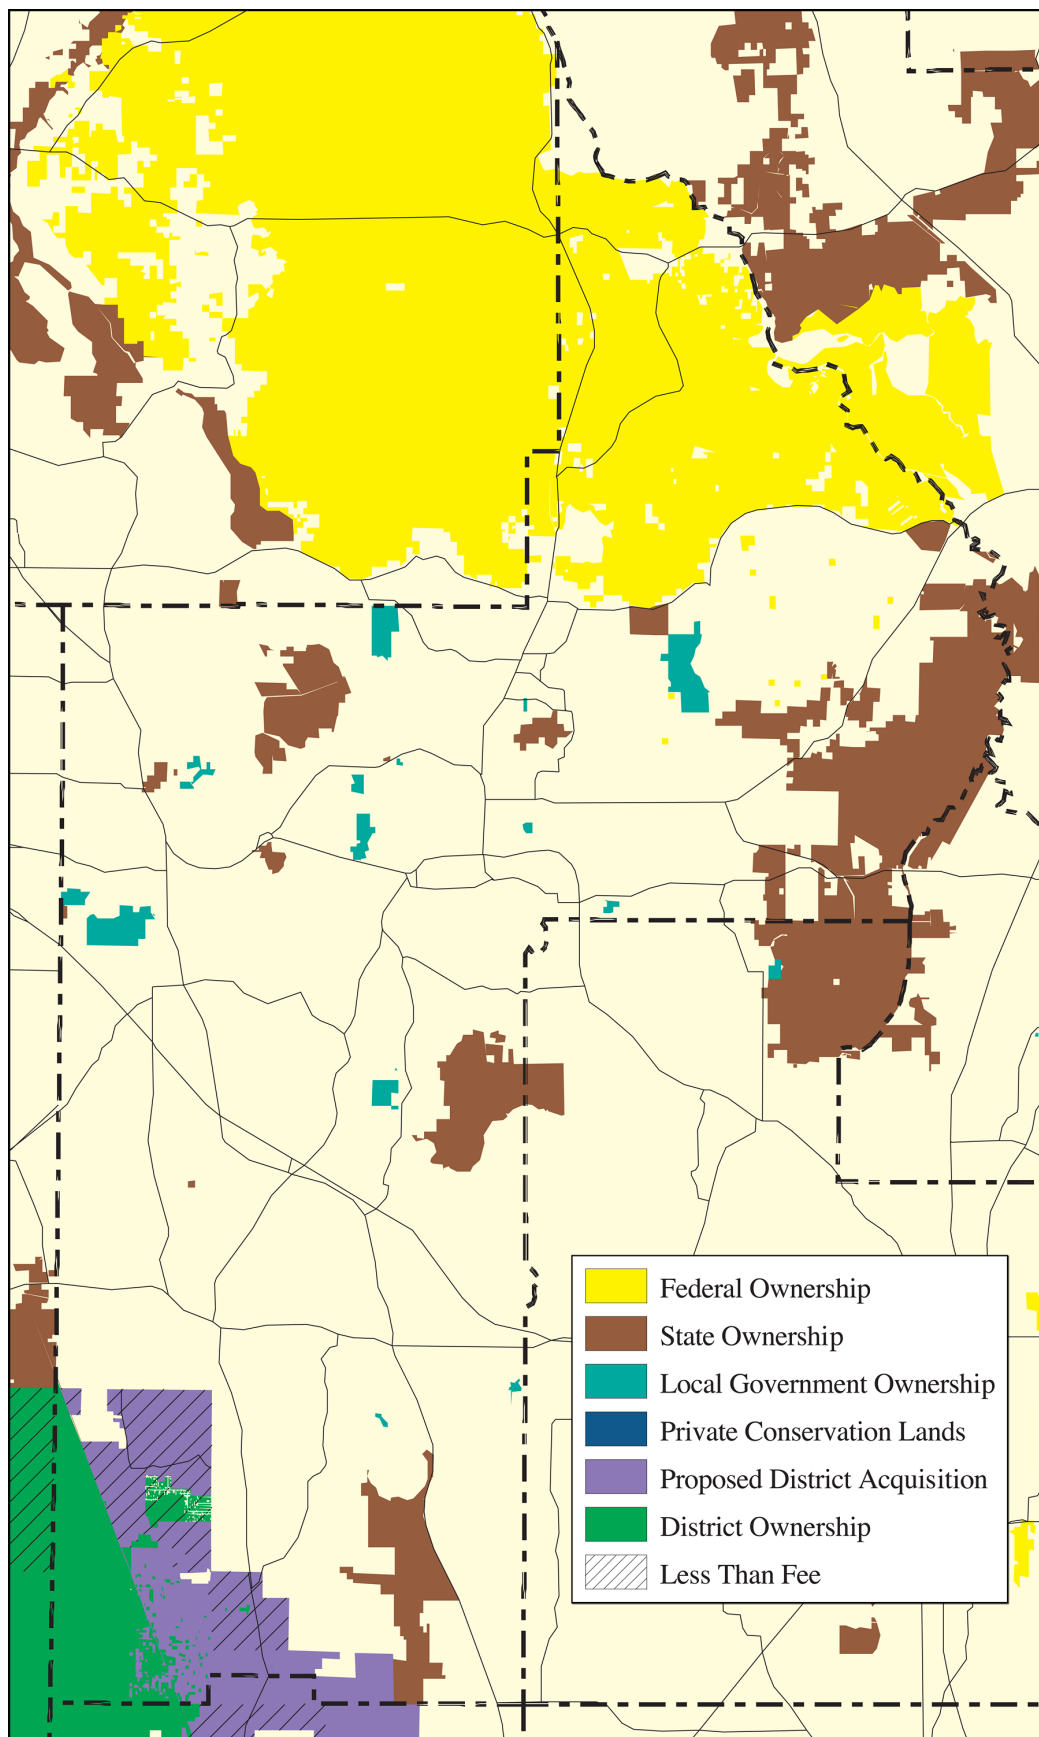 Federal Ownership
State Ownership
Local Government Ownership
Private Conservation Lands
Proposed District Acquisition
District Ownership
Less Than Fee